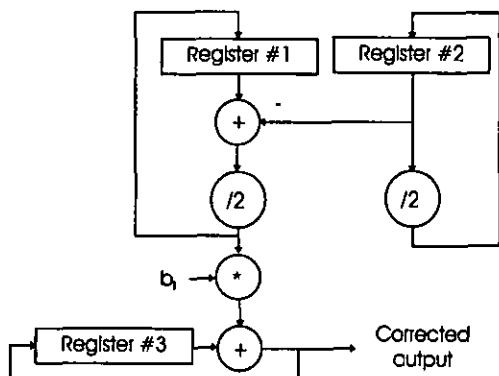 Register #1
Register #2
-
+
/2
/2
b₁
*
Register #3
+
Corrected
output